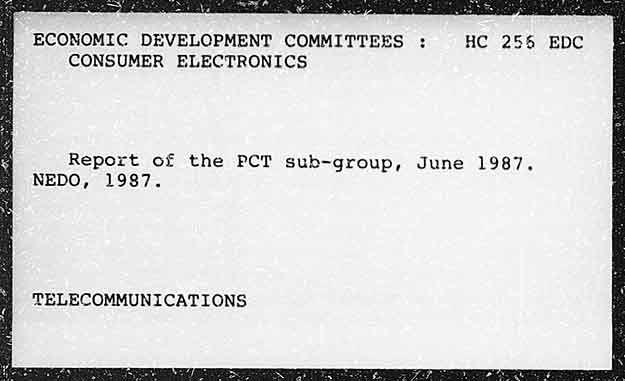 ECONOMIC DEVELOPMENT COMMITTEES : HC 256 EDC
CONSUMER ELECTRONICS
Report of the PCT sub-group, June 1987.
NEDO, 1987.
TELECOMMUNICATIONS